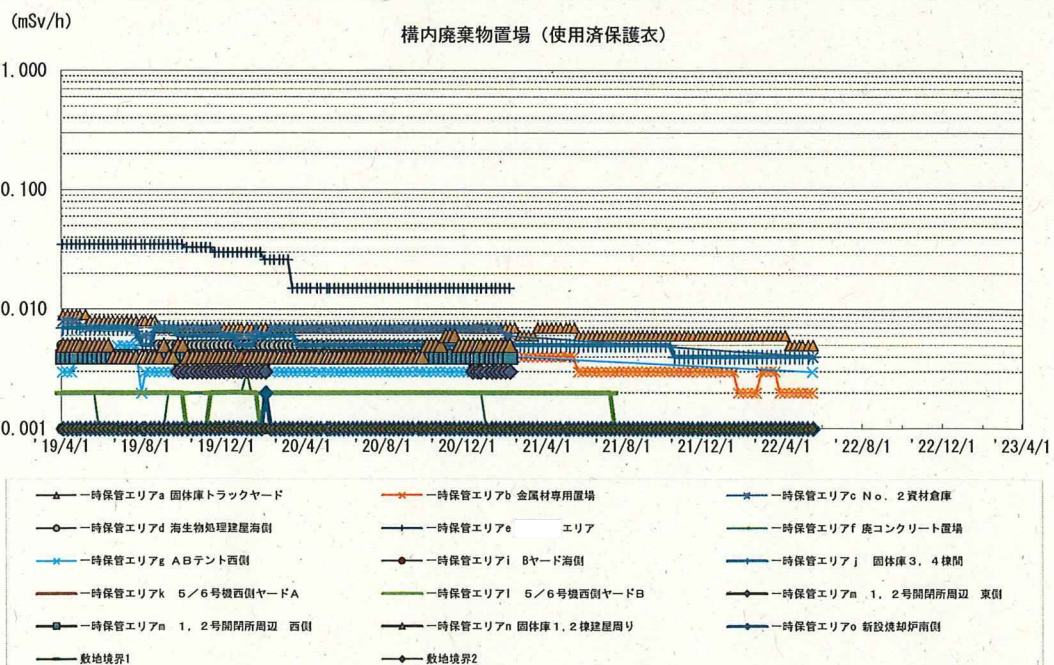 (mSv/h)
構内廃棄物置場（使用済保護衣）
1.000
0.100
0.010
0.001
'19/4/1 '19/8/1 '19/12/1 '20/4/1 '20/8/1 '20/12/1 '21/4/1 '21/8/1 '21/12/1 '22/4/1 '22/8/1 '22/12/1 '23/4/1
一時保管エリアa 固体庫トラックヤード
一時保管エリアb 金属材専用置場
一時保管エリアc Ｎｏ．２資材倉庫
一時保管エリアd 海生物処理建屋海側
一時保管エリアe エリア
一時保管エリアf 廃コンクリート置場
一時保管エリアg ＡＢテント西側
一時保管エリアi Ｂヤード海側
一時保管エリアj 固体庫３，４棟間
一時保管エリアk ５／６号機西側ヤードＡ
一時保管エリアl ５／６号機西側ヤードＢ
一時保管エリアm １，２号開閉所周辺 東側
一時保管エリアm １，２号開閉所周辺 西側
一時保管エリアn 固体庫１,２棟建屋周り
一時保管エリアo 新設焼却炉南側
敷地境界1
敷地境界2